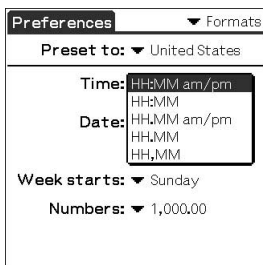 Preferences Formats
Preset to: United States
Time: HH:MM am/pm
HH:MM
Date: HH.MM am/pm
HH.MM
HH,MM
Week starts: Sunday
Numbers: 1,000.00